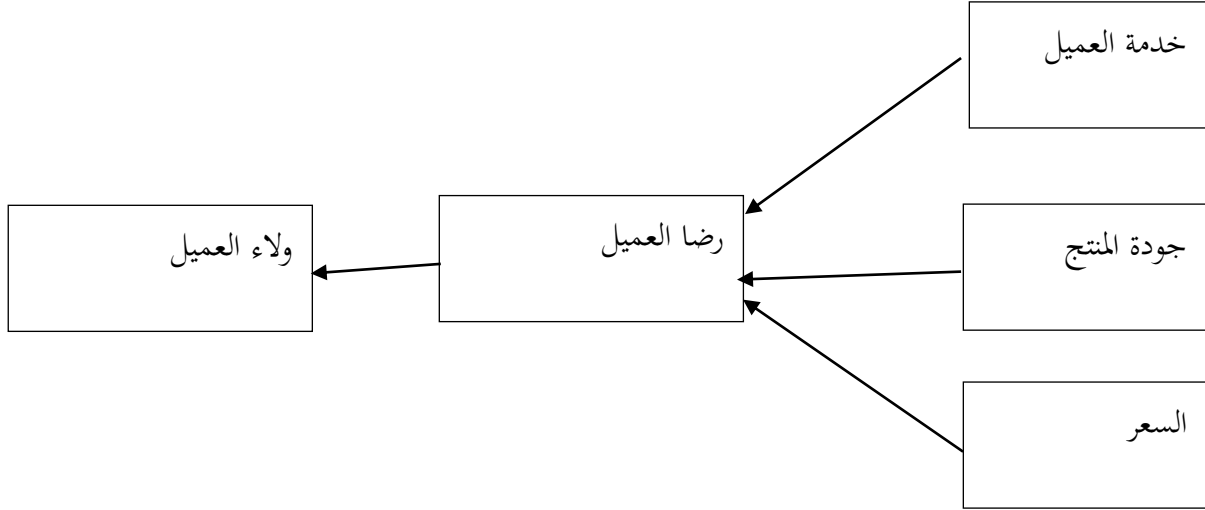 خدمة العميل
جودة المنتج
السعر
رضا العميل
ولاء العميل